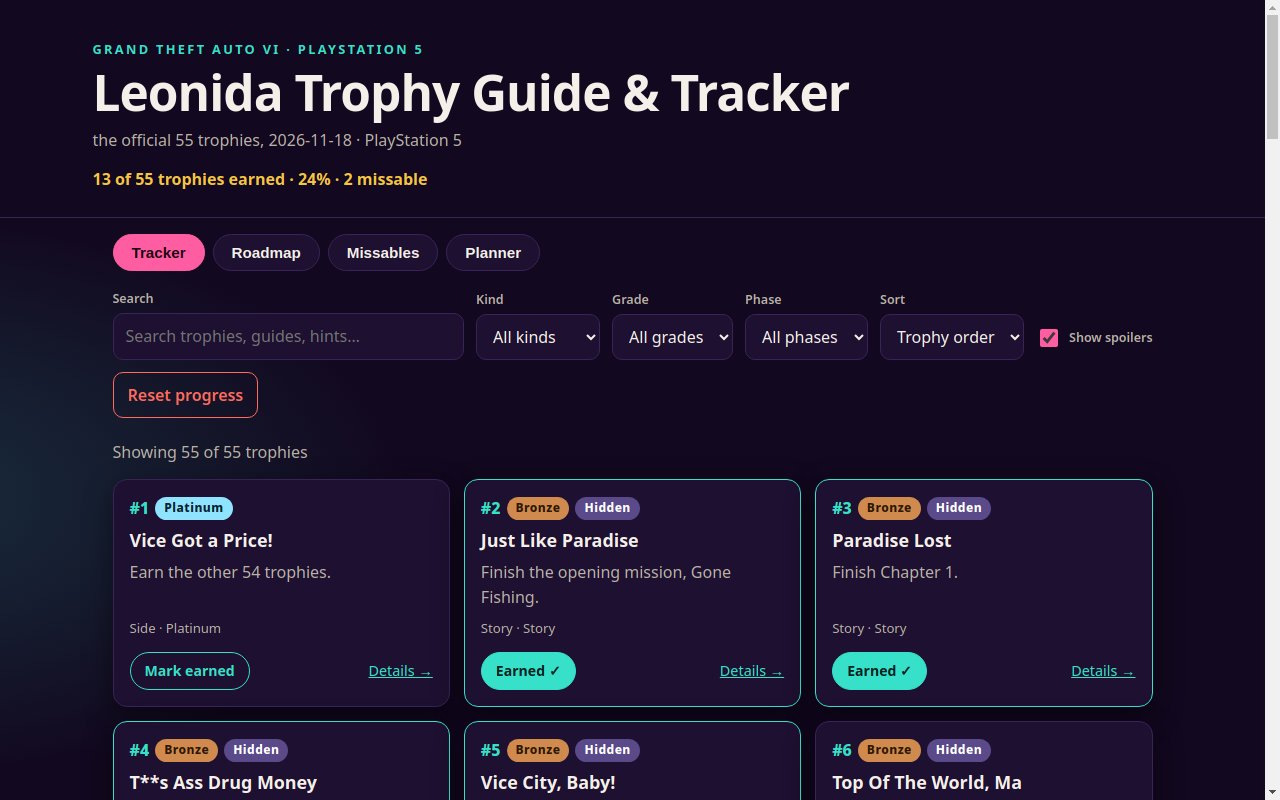 GRAND THEFT AUTO VI · PLAYSTATION 5
Leonida Trophy Guide & Tracker
the official 55 trophies, 2026-11-18 · PlayStation 5
13 of 55 trophies earned · 24% · 2 missable
Tracker Roadmap Missables Planner
Search Kind Grade Phase Sort
Search trophies, guides, hints... All kinds All grades All phases Trophy order Show spoilers
Reset progress
Showing 55 of 55 trophies
#1 Platinum
Vice Got a Price!
Earn the other 54 trophies.
Side · Platinum
Mark earned Details →
#2 Bronze Hidden
Just Like Paradise
Finish the opening mission, Gone
Fishing.
Story · Story
Earned ✓ Details →
#3 Bronze Hidden
Paradise Lost
Finish Chapter 1.
Story · Story
Earned ✓ Details →
#4 Bronze Hidden
T**s Ass Drug Money
#5 Bronze Hidden
Vice City, Baby!
#6 Bronze Hidden
Top Of The World, Ma